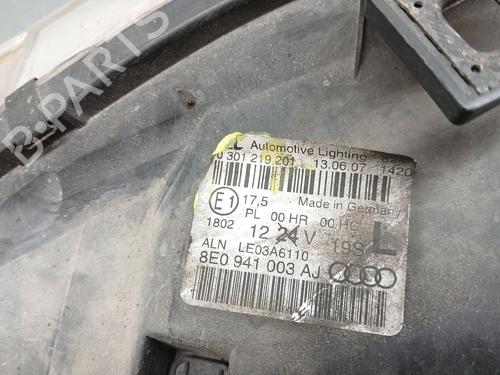 B-PARTS
L Automotive Lighting
0 301 219 201 13.06.07 1420
E1 17,5 Made in Germany
PL 00 HR 00 HC
1802 12 24 V 19S L
ALN LE03A6110
8E0 941 003 AJ